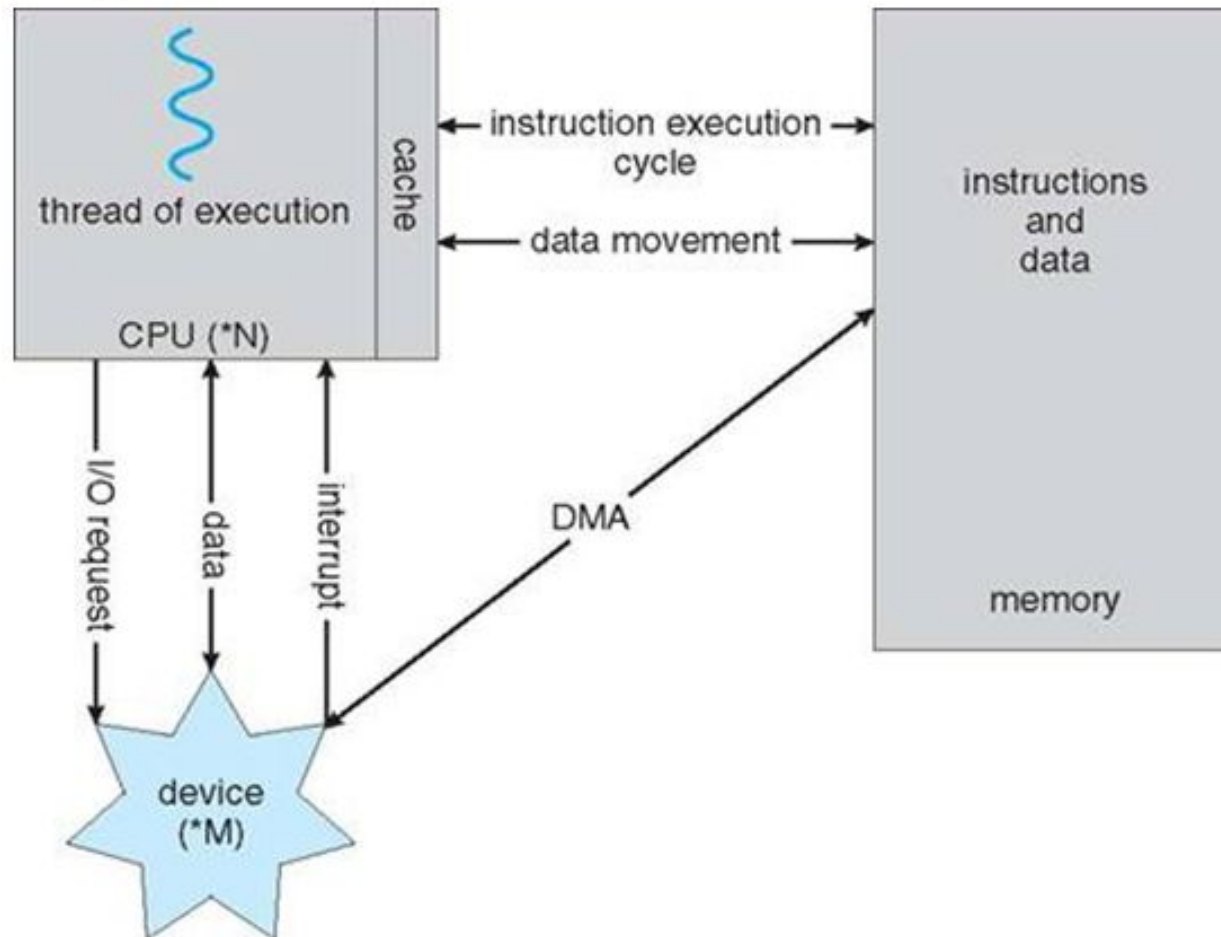 thread of execution
CPU (*N)
cache
instruction execution
cycle
data movement
instructions
and
data
memory
I/O request
data
interrupt
DMA
device
(*M)